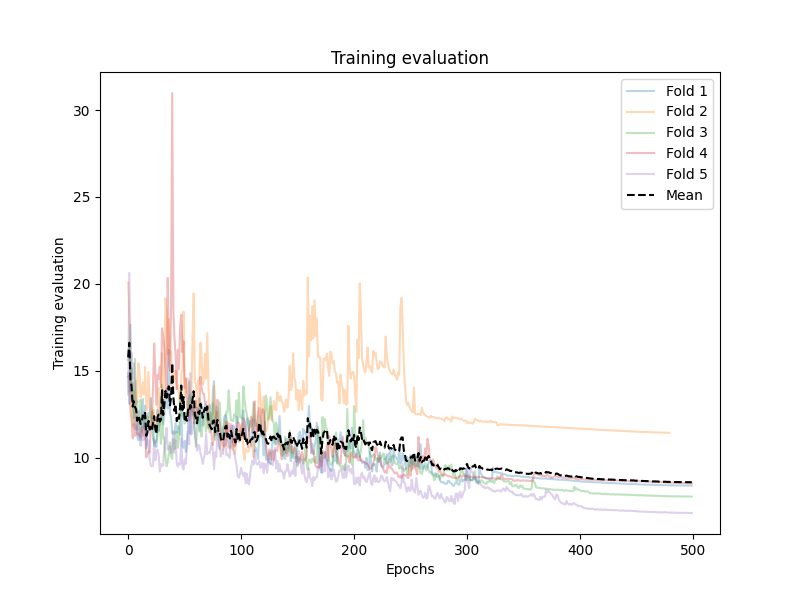 Training evaluation
Fold 1
Fold 2
Fold 3
Fold 4
Fold 5
Mean
Training evaluation
30
25
20
15
10
0
100
200
300
400
500
Epochs